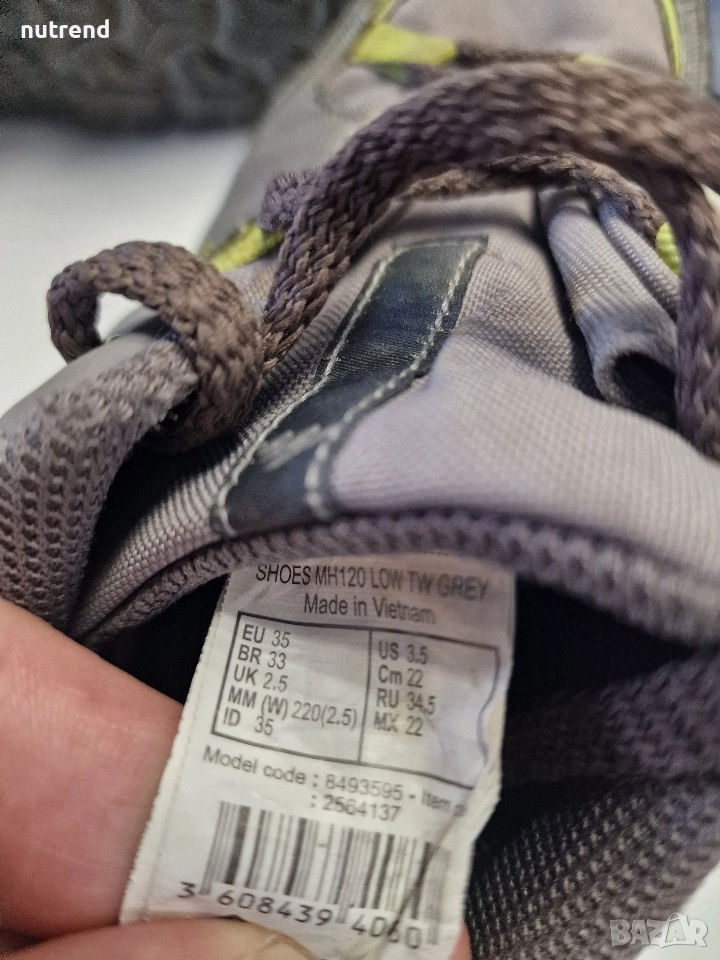 nutrend
SHOES MH120 LOW TW GREY
Made in Vietnam
EU 35
BR 33
UK 2.5
MM (W) 220(2.5)
ID 35
US 3.5
Cm 22
RU 34,5
MX 22
Model code : 8493595 - Item
: 2564137
3 608439 4060
BAZAR